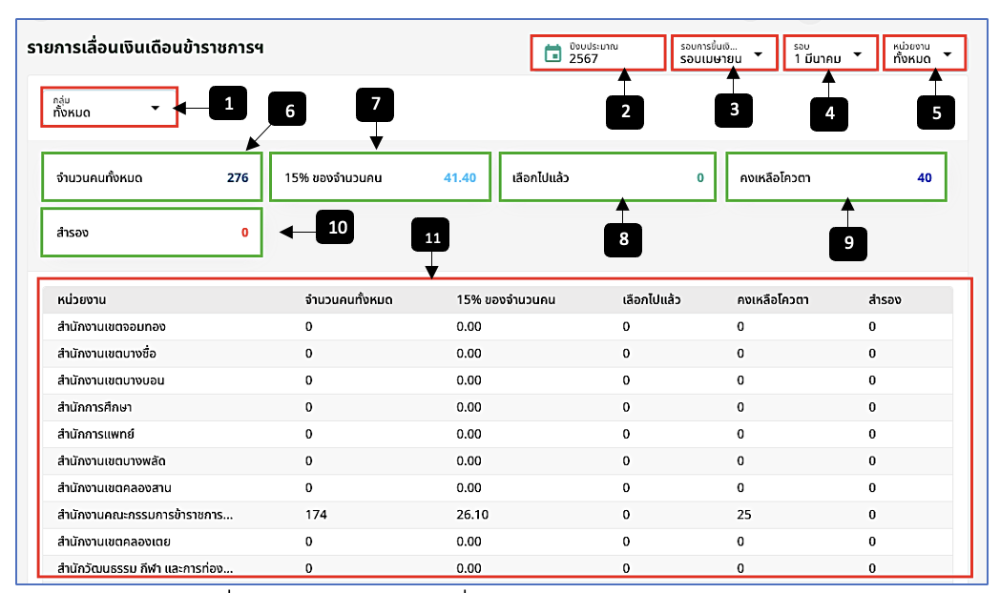 รายการเลื่อนเงินเดือนข้าราชการฯ
ปีงบประมาณ
2567
รอบการขึ้นเงิ...
รอบเมษายน
รอบ
1 มีนาคม
หน่วยงาน
ทั้งหมด
กลุ่ม
ทั้งหมด
1
6
7
2
3
4
5
จำนวนคนทั้งหมด 276
15% ของจำนวนคน 41.40
เลือกไปแล้ว 0
คงเหลือโควตา 40
สำรอง 0
10
11
8
9
หน่วยงาน จำนวนคนทั้งหมด 15% ของจำนวนคน เลือกไปแล้ว คงเหลือโควตา สำรอง
สำนักงานเขตจอมทอง 0 0.00 0 0 0
สำนักงานเขตบางซื่อ 0 0.00 0 0 0
สำนักงานเขตบางบอน 0 0.00 0 0 0
สำนักการศึกษา 0 0.00 0 0 0
สำนักการแพทย์ 0 0.00 0 0 0
สำนักงานเขตบางพลัด 0 0.00 0 0 0
สำนักงานเขตคลองสาน 0 0.00 0 0 0
สำนักงานคณะกรรมการข้าราชการ... 174 26.10 0 25 0
สำนักงานเขตคลองเตย 0 0.00 0 0 0
สำนักวัฒนธรรม กีฬา และการท่อง... 0 0.00 0 0 0